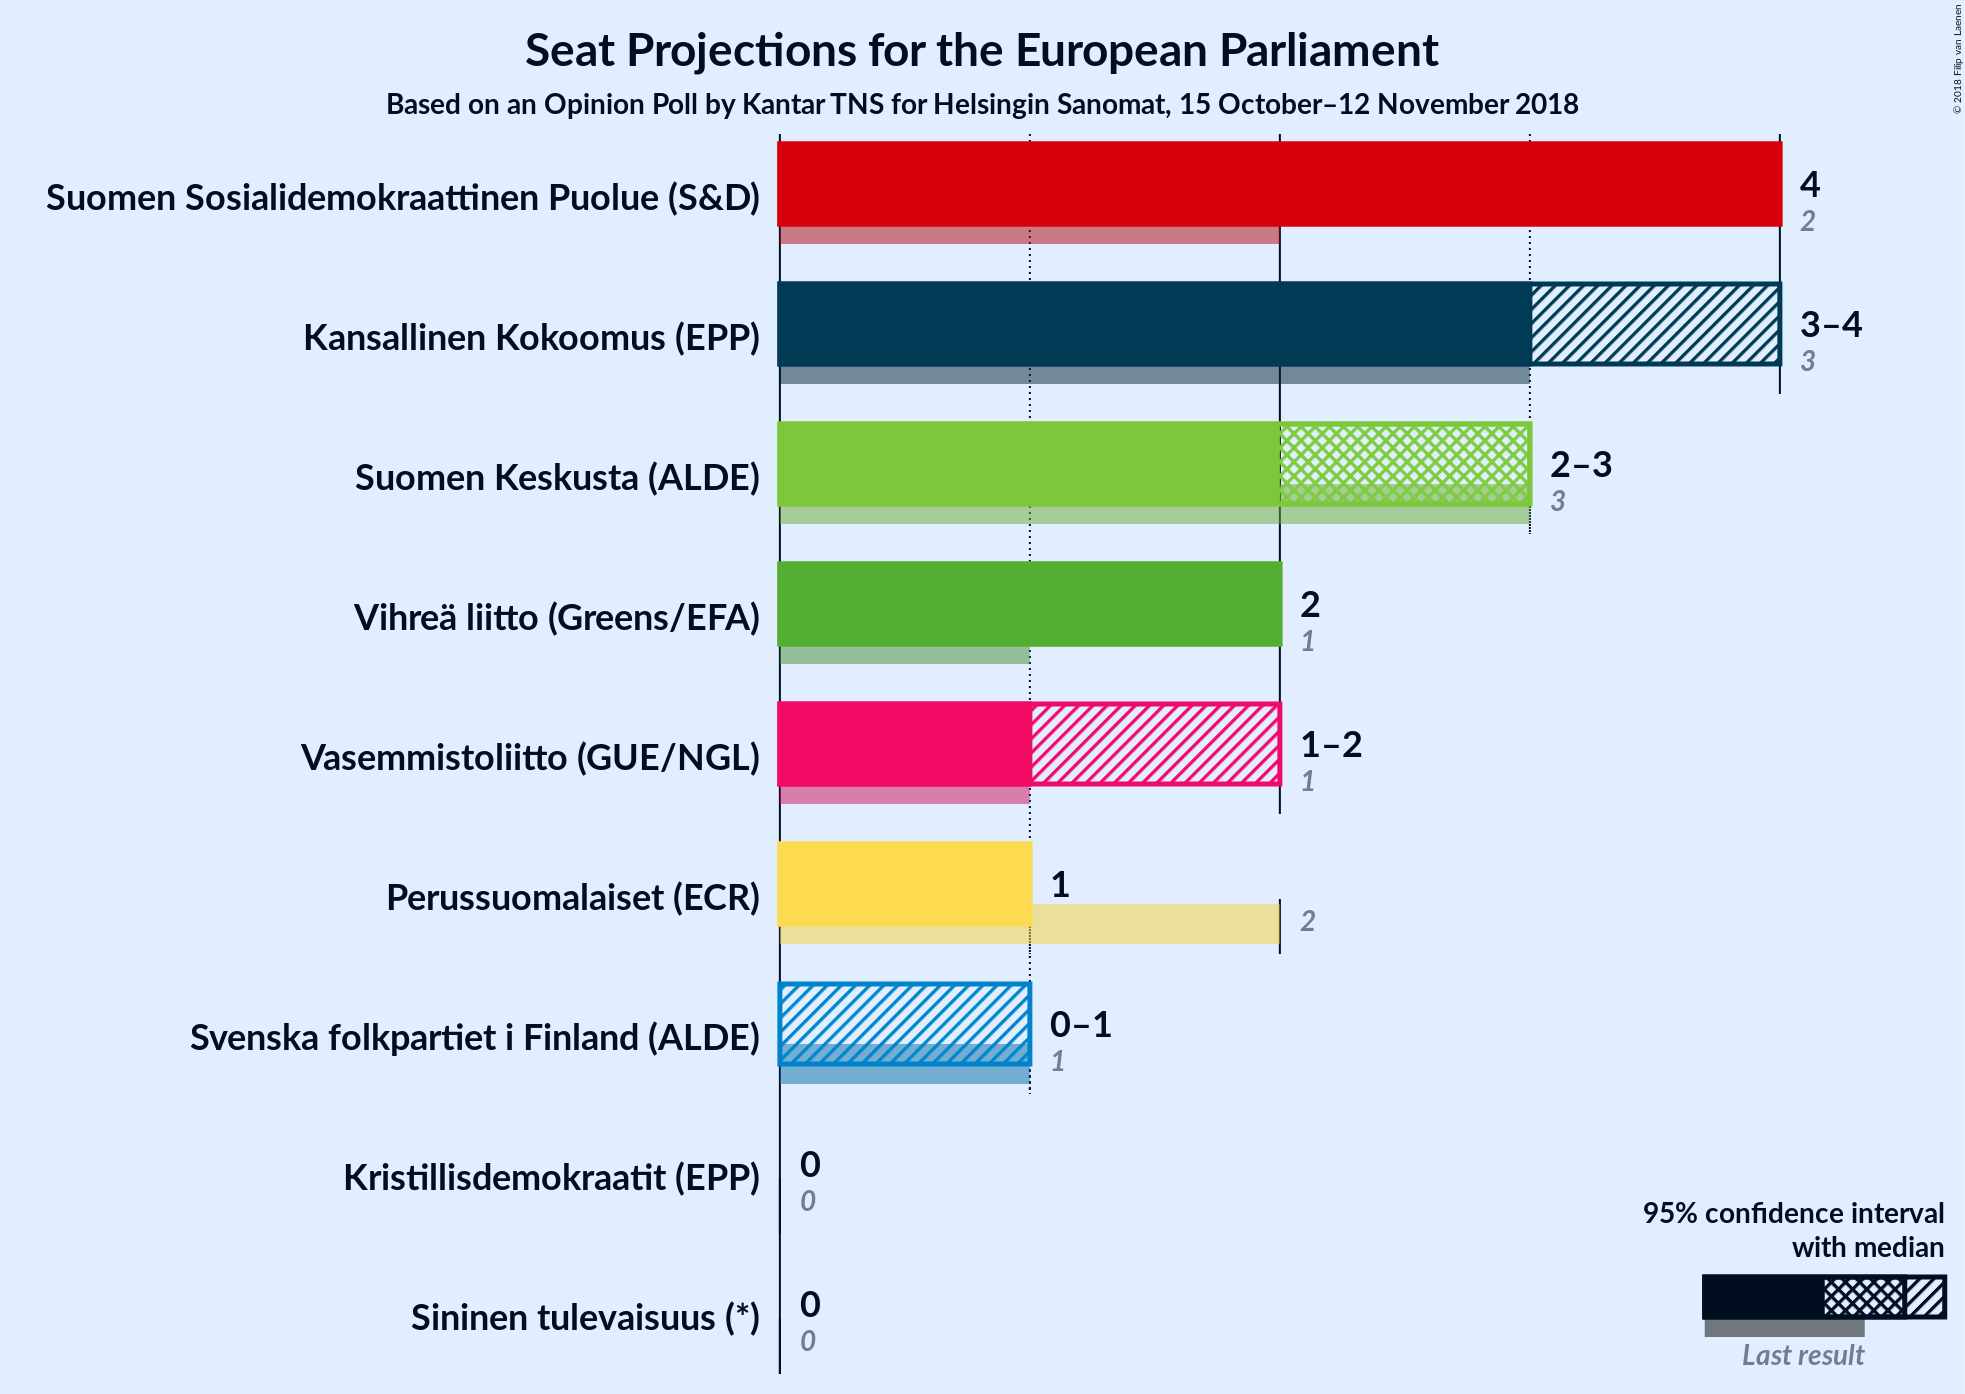 Seat Projections for the European Parliament
Based on an Opinion Poll by Kantar TNS for Helsingin Sanomat, 15 October–12 November 2018
© 2018 Filip van Laenen
Suomen Sosialidemokraattinen Puolue (S&D)
4
2
Kansallinen Kokoomus (EPP)
3–4
3
Suomen Keskusta (ALDE)
2–3
3
Vihreä liitto (Greens/EFA)
2
1
Vasemmistoliitto (GUE/NGL)
1–2
1
Perussuomalaiset (ECR)
1
2
Svenska folkpartiet i Finland (ALDE)
0–1
1
Kristillisdemokraatit (EPP)
0
0
Sininen tulevaisuus (*)
0
0
95% confidence interval
with median
Last result